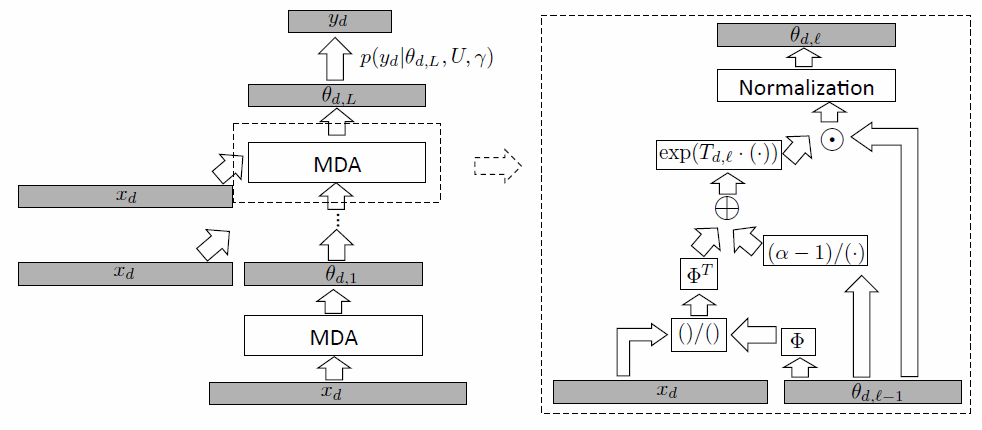 y_d
p(y_d|θ_{d,L}, U, γ)
θ_{d,L}
MDA
x_d
⋮
x_d
θ_{d,1}
MDA
x_d
θ_{d,ℓ}
Normalization
⊙
exp(T_{d,ℓ} · (·))
⊕
(α − 1)/(·)
Φ^T
()/()
Φ
x_d
θ_{d,ℓ−1}